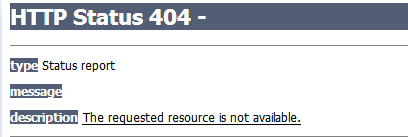 HTTP Status 404 -
type Status report
message
description The requested resource is not available.